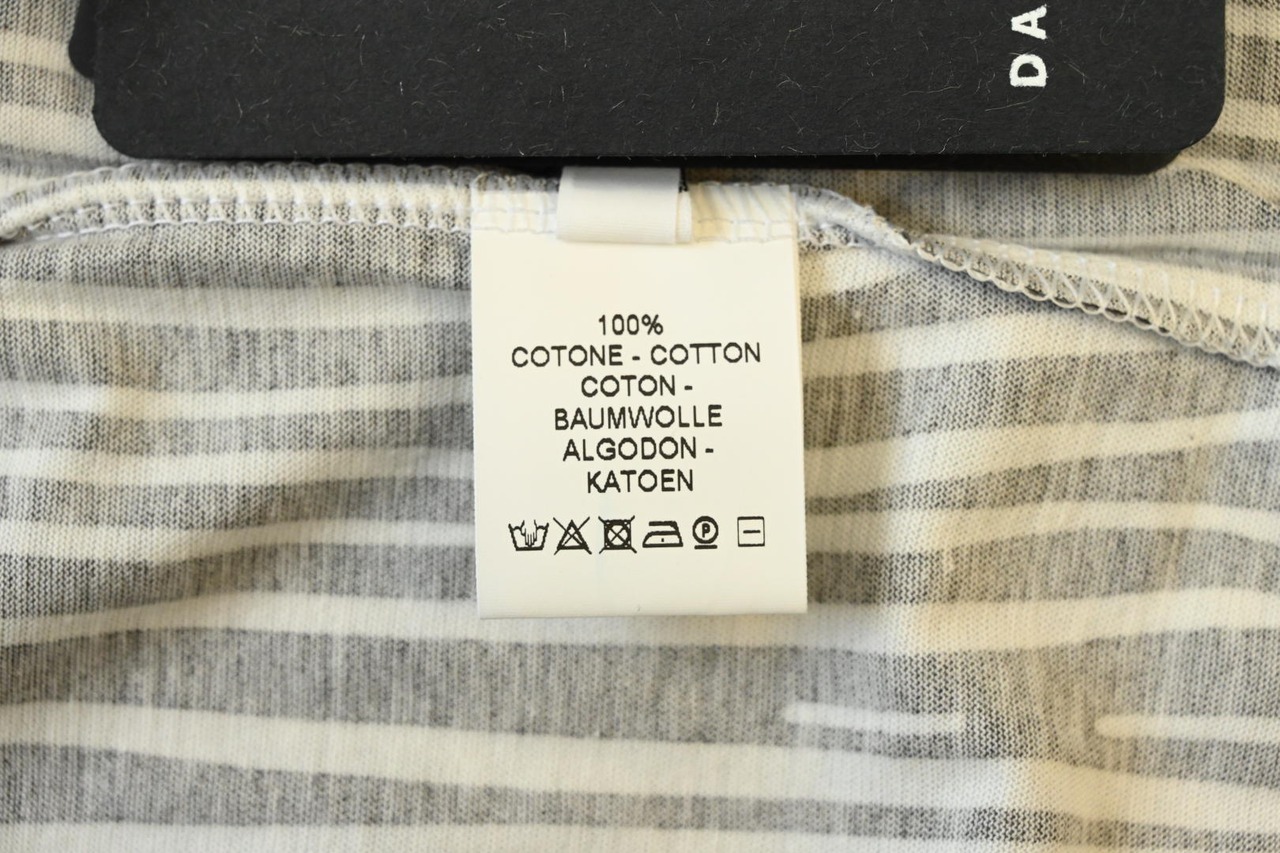 DA
100%
COTONE - COTTON
COTON -
BAUMWOLLE
ALGODON -
KATOEN
P